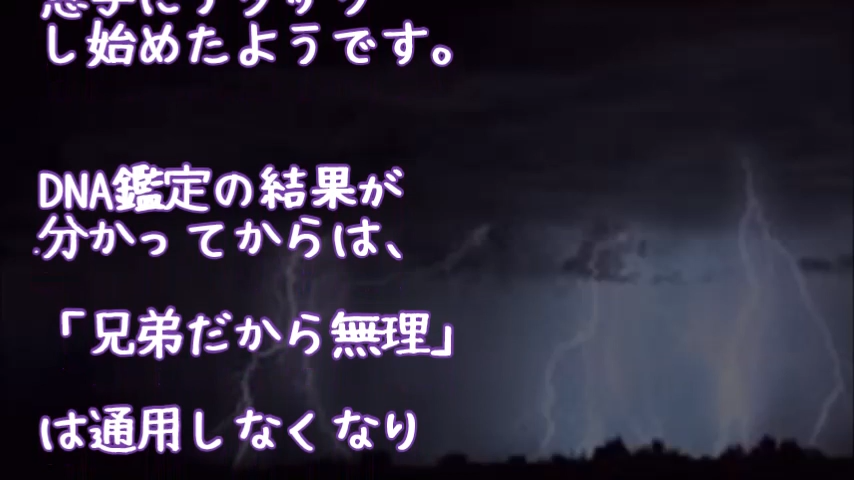 し始めたようです。
DNA鑑定の結果が
分かってからは、
「兄弟だから無理」
は通用しなくなり